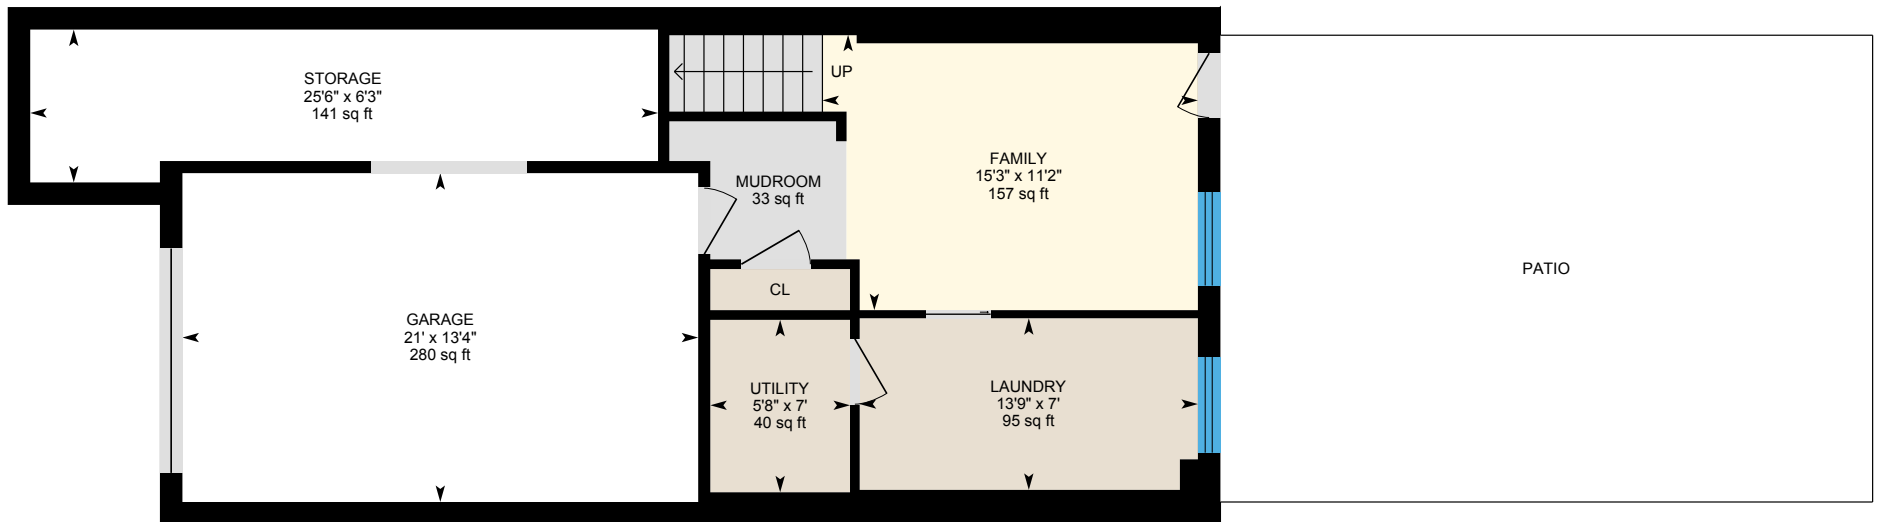 STORAGE
25'6" x 6'3"
141 sq ft
UP
MUDROOM
33 sq ft
FAMILY
15'3" x 11'2"
157 sq ft
PATIO
CL
GARAGE
21' x 13'4"
280 sq ft
UTILITY
5'8" x 7'
40 sq ft
LAUNDRY
13'9" x 7'
95 sq ft